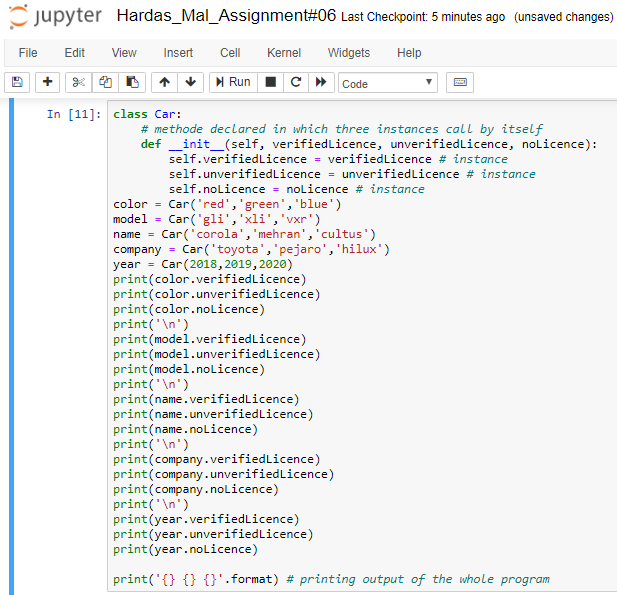 jupyter Hardas_Mal_Assignment#06 Last Checkpoint: 5 minutes ago (unsaved changes)
File Edit View Insert Cell Kernel Widgets Help
Run Code
In [11]: class Car:
    # methode declared in which three instances call by itself
    def __init__(self, verifiedLicence, unverifiedLicence, noLicence):
        self.verifiedLicence = verifiedLicence # instance
        self.unverifiedLicence = unverifiedLicence # instance
        self.noLicence = noLicence # instance
color = Car('red','green','blue')
model = Car('gli','xli','vxr')
name = Car('corola','mehran','cultus')
company = Car('toyota','pejaro','hilux')
year = Car(2018,2019,2020)
print(color.verifiedLicence)
print(color.unverifiedLicence)
print(color.noLicence)
print('\n')
print(model.verifiedLicence)
print(model.unverifiedLicence)
print(model.noLicence)
print('\n')
print(name.verifiedLicence)
print(name.unverifiedLicence)
print(name.noLicence)
print('\n')
print(company.verifiedLicence)
print(company.unverifiedLicence)
print(company.noLicence)
print('\n')
print(year.verifiedLicence)
print(year.unverifiedLicence)
print(year.noLicence)
print('{} {} {}'.format) # printing output of the whole program